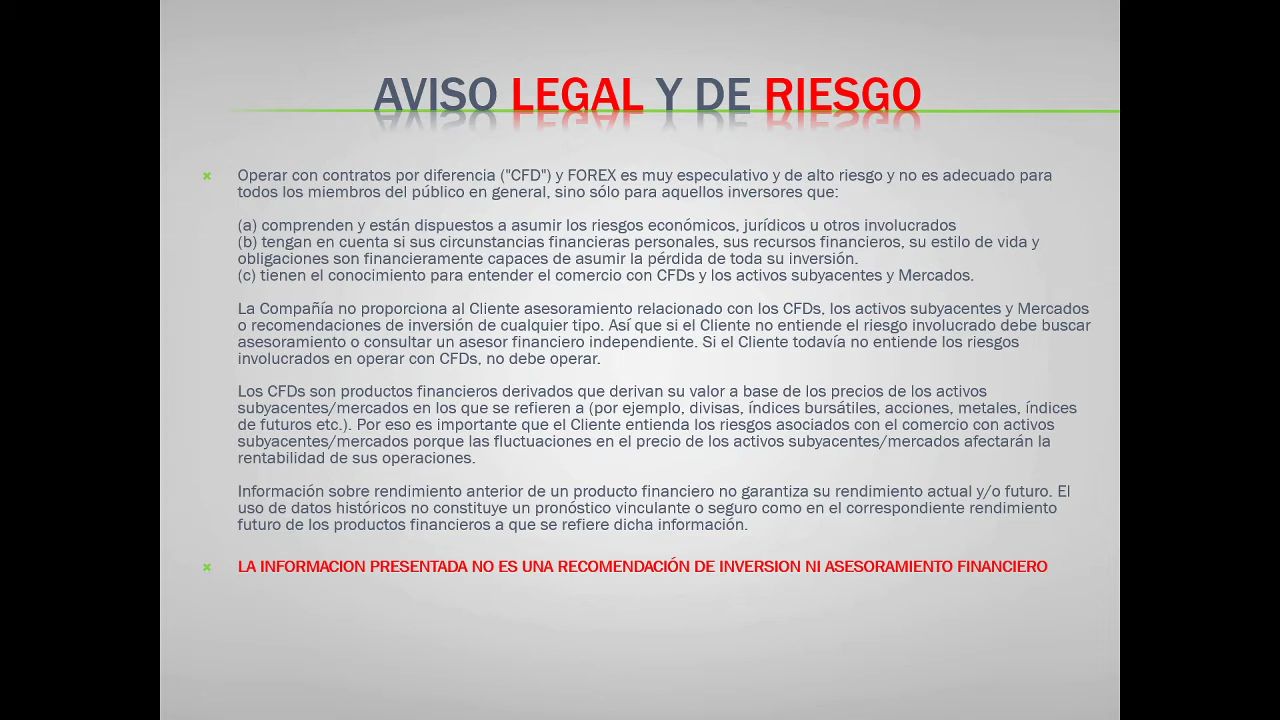 AVISO LEGAL Y DE RIESGO
Operar con contratos por diferencia ("CFD") y FOREX es muy especulativo y de alto riesgo y no es adecuado para
todos los miembros del público en general, sino sólo para aquellos inversores que:
(a) comprenden y están dispuestos a asumir los riesgos económicos, jurídicos u otros involucrados
(b) tengan en cuenta si sus circunstancias financieras personales, sus recursos financieros, su estilo de vida y
obligaciones son financieramente capaces de asumir la pérdida de toda su inversión.
(c) tienen el conocimiento para entender el comercio con CFDs y los activos subyacentes y Mercados.
La Compañía no proporciona al Cliente asesoramiento relacionado con los CFDs, los activos subyacentes y Mercados
o recomendaciones de inversión de cualquier tipo. Así que si el Cliente no entiende el riesgo involucrado debe buscar
asesoramiento o consultar un asesor financiero independiente. Si el Cliente todavía no entiende los riesgos
involucrados en operar con CFDs, no debe operar.
Los CFDs son productos financieros derivados que derivan su valor a base de los precios de los activos
subyacentes/mercados en los que se refieren a (por ejemplo, divisas, índices bursátiles, acciones, metales, índices
de futuros etc.). Por eso es importante que el Cliente entienda los riesgos asociados con el comercio con activos
subyacentes/mercados porque las fluctuaciones en el precio de los activos subyacentes/mercados afectarán la
rentabilidad de sus operaciones.
Información sobre rendimiento anterior de un producto financiero no garantiza su rendimiento actual y/o futuro. El
uso de datos históricos no constituye un pronóstico vinculante o seguro como en el correspondiente rendimiento
futuro de los productos financieros a que se refiere dicha información.
LA INFORMACION PRESENTADA NO ES UNA RECOMENDACIÓN DE INVERSION NI ASESORAMIENTO FINANCIERO